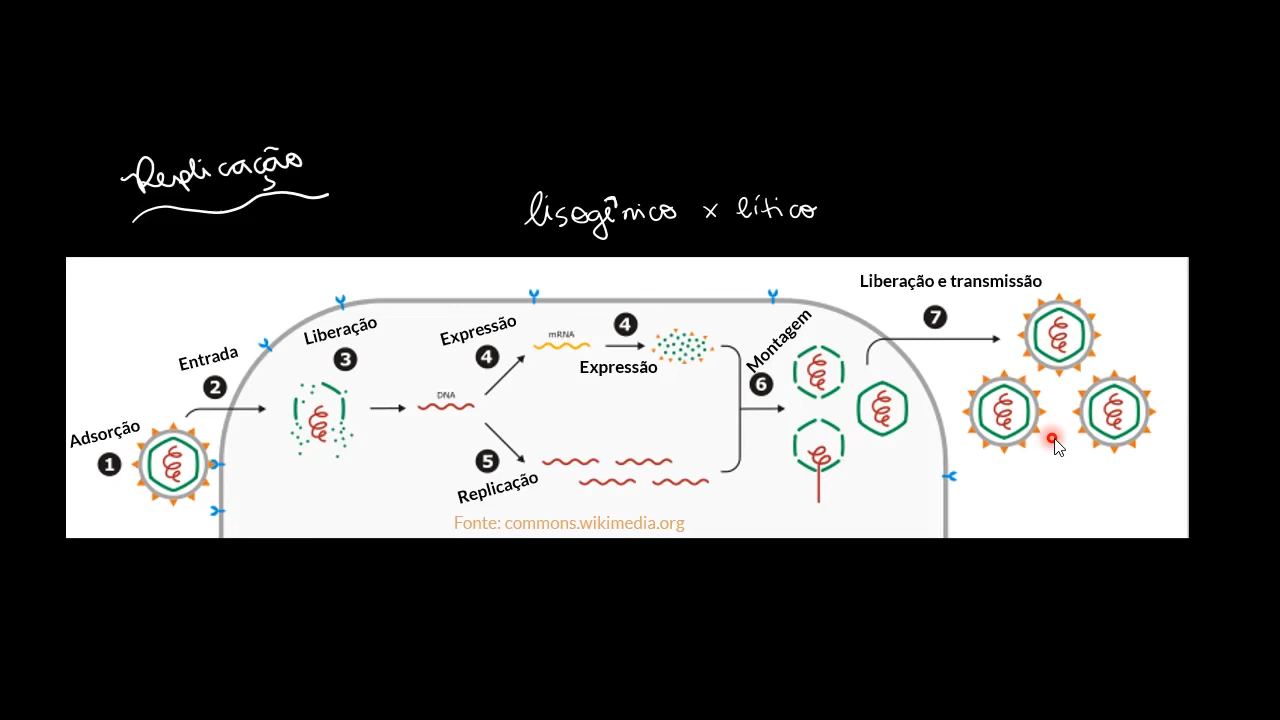 Replicação
lisogênico x lítico
Liberação e transmissão
7
Montagem
6
Expressão
4
mRNA
4
Expressão
Liberação
3
Entrada
2
Adsorção
1
DNA
5
Replicação
Fonte: commons.wikimedia.org